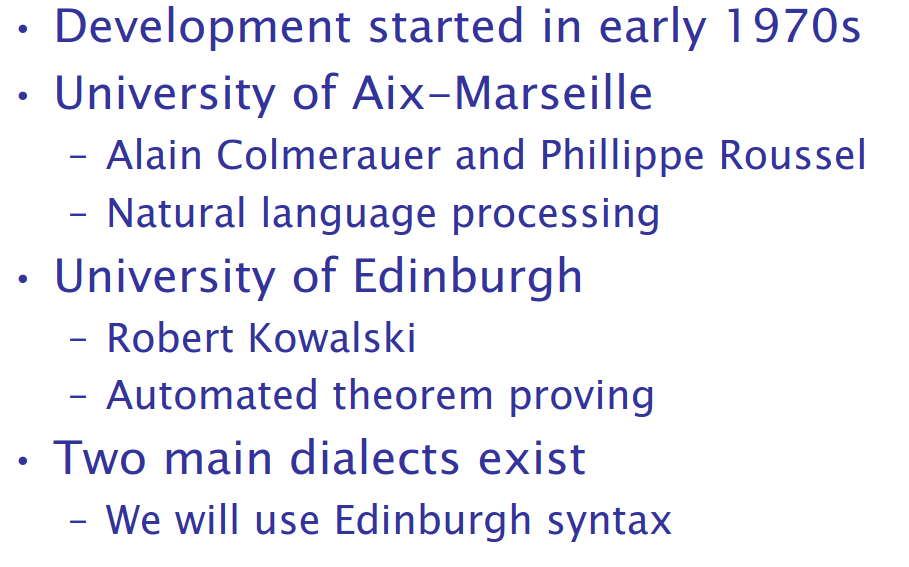 • Development started in early 1970s
• University of Aix–Marseille
– Alain Colmerauer and Phillippe Roussel
– Natural language processing
• University of Edinburgh
– Robert Kowalski
– Automated theorem proving
• Two main dialects exist
– We will use Edinburgh syntax